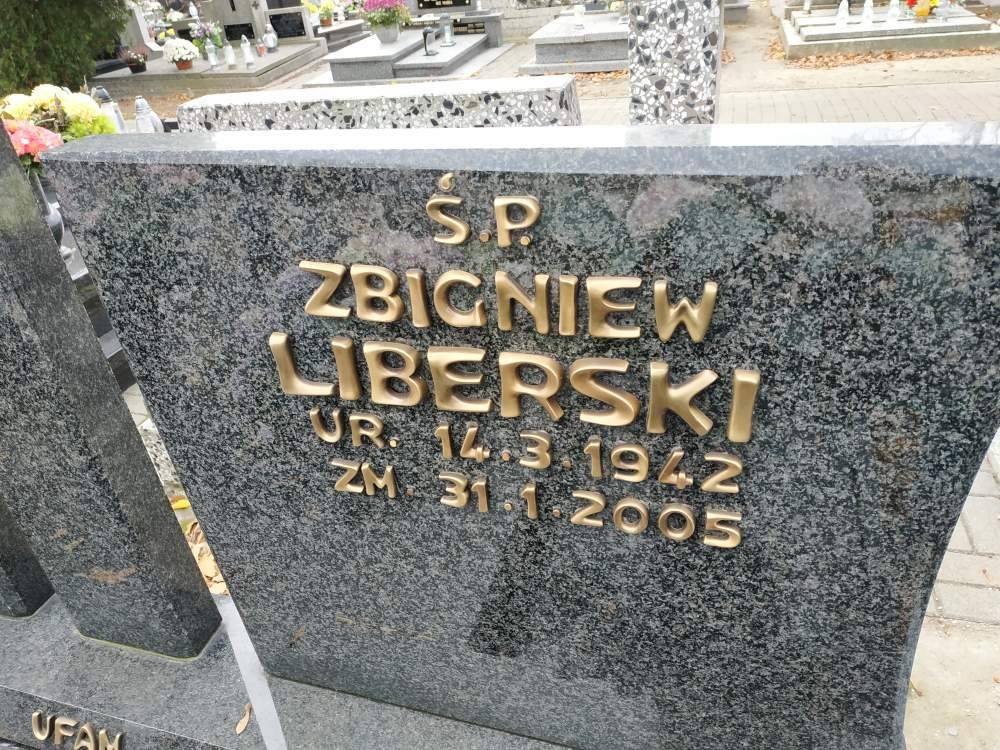 Ś.P.
ZBIGNIEW
LIBERSKI
UR. 14.3.1942
ZM. 31.1.2005
UFAM